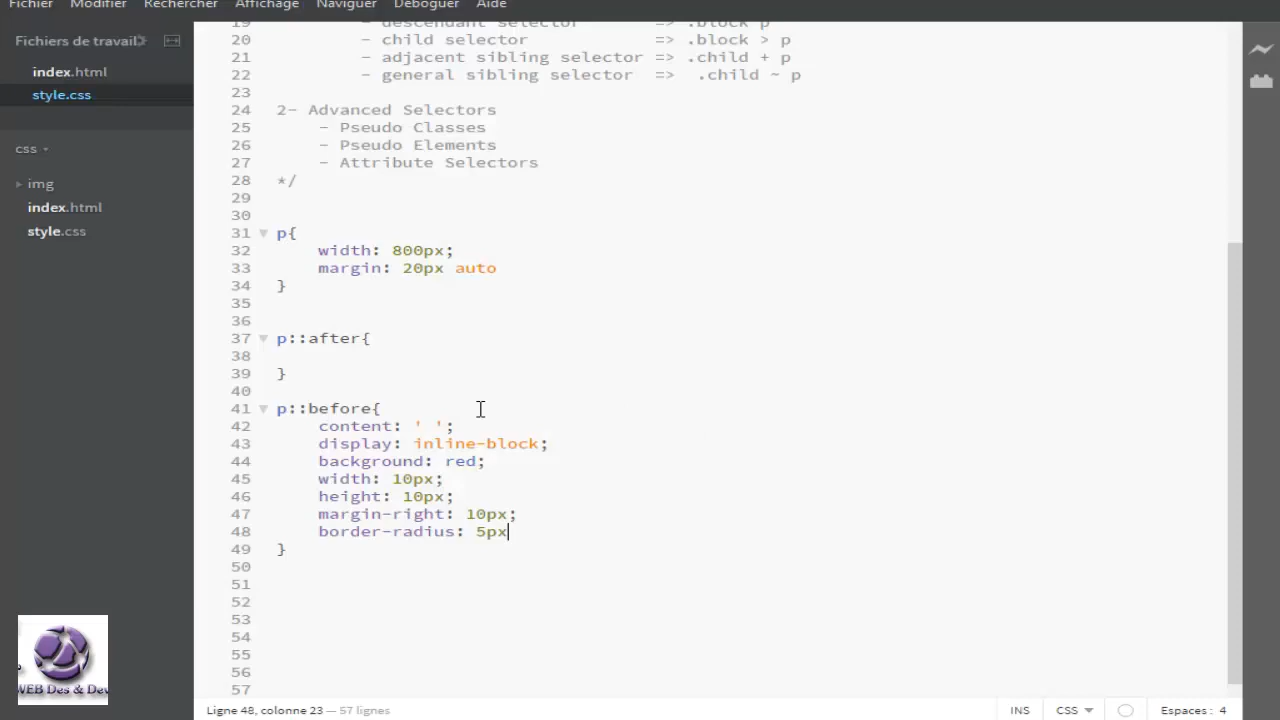 Fichier Modifier Rechercher Affichage Naviguer Déboguer Aide
Fichiers de travail
index.html
style.css
css
img
index.html
style.css
19 - descendant selector => .block p
20 - child selector => .block > p
21 - adjacent sibling selector => .child + p
22 - general sibling selector => .child ~ p
23
24 2- Advanced Selectors
25 - Pseudo Classes
26 - Pseudo Elements
27 - Attribute Selectors
28 */
29
30
31 p{
32 width: 800px;
33 margin: 20px auto
34 }
35
36
37 p::after{
38
39 }
40
41 p::before{
42 content: ' ';
43 display: inline-block;
44 background: red;
45 width: 10px;
46 height: 10px;
47 margin-right: 10px;
48 border-radius: 5px
49 }
50
51
52
53
54
55
56
57
WEB Des & Dev
Ligne 48, colonne 23 — 57 lignes
INS CSS Espaces : 4